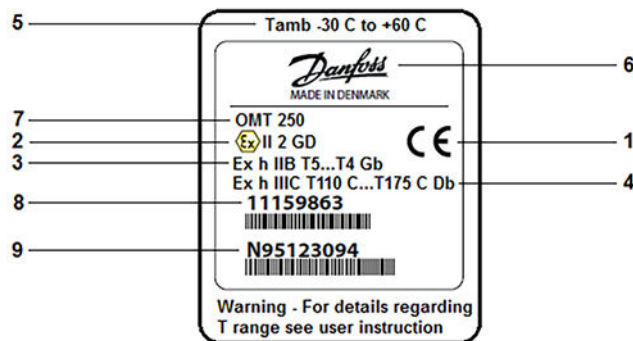 5 Tamb -30 C to +60 C
Danfoss 6
MADE IN DENMARK
7 OMT 250
2 Ex II 2 GD CE 1
3 Ex h IIB T5...T4 Gb
Ex h IIIC T110 C...T175 C Db 4
8 11159863
9 N95123094
Warning - For details regarding
T range see user instruction